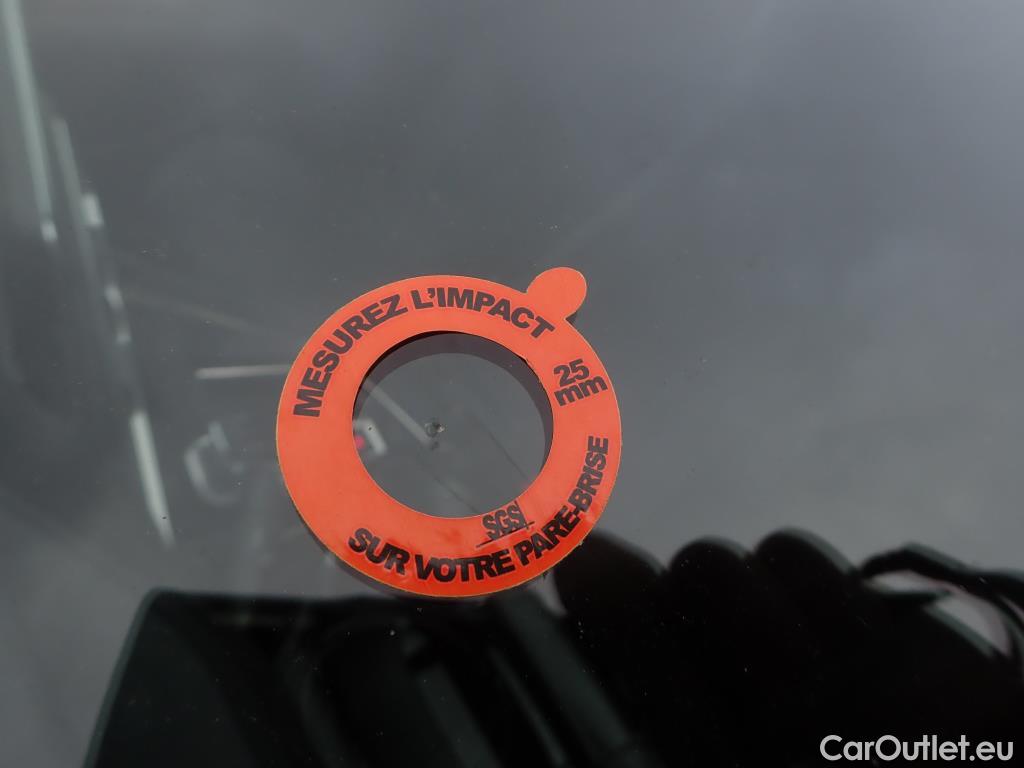 MESUREZ L'IMPACT
25
mm
SGS
SUR VOTRE PARE-BRISE
CarOutlet.eu